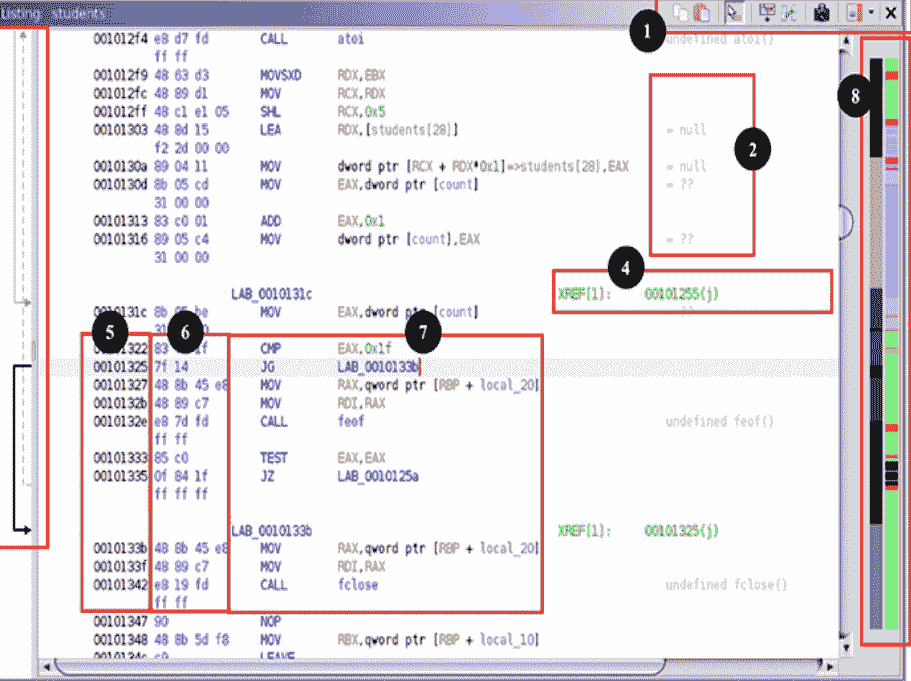 Listing: students
1
001012f4 e8 d7 fd CALL atoi undefined atoi()
ff ff
001012f9 48 63 d3 MOVSXD RDX,EBX
001012fc 48 89 d1 MOV RCX,RDX
001012ff 48 c1 e1 05 SHL RCX,0x5
8
00101303 48 8d 15 LEA RDX,[students[28]] = null
f2 2d 00 00
2
0010130a 89 04 11 MOV dword ptr [RCX + RDX*0x1]=>students[28],EAX = null
0010130d 8b 05 cd MOV EAX,dword ptr [count] = ??
31 00 00
00101313 83 c0 01 ADD EAX,0x1
00101316 89 05 c4 MOV dword ptr [count],EAX = ??
31 00 00
4
LAB_0010131c XREF[1]: 00101255(j)
0010131c 8b 05 be MOV EAX,dword ptr [count] = ??
5 6 7
00101322 83 1f CMP EAX,0x1f
00101325 7f 14 JG LAB_0010133b
00101327 48 8b 45 e8 MOV RAX,qword ptr [RBP + local_20]
0010132b 48 89 c7 MOV RDI,RAX
0010132e e8 7d fd CALL feof undefined feof()
ff ff
00101333 85 c0 TEST EAX,EAX
00101335 0f 84 1f JZ LAB_0010125a
ff ff ff
LAB_0010133b XREF[1]: 00101325(j)
0010133b 48 8b 45 e8 MOV RAX,qword ptr [RBP + local_20]
0010133f 48 89 c7 MOV RDI,RAX
00101342 e8 19 fd CALL fclose undefined fclose()
ff ff
00101347 90 NOP
00101348 48 8b 5d f8 MOV RBX,qword ptr [RBP + local_10]
0010134c c9 LEAVE